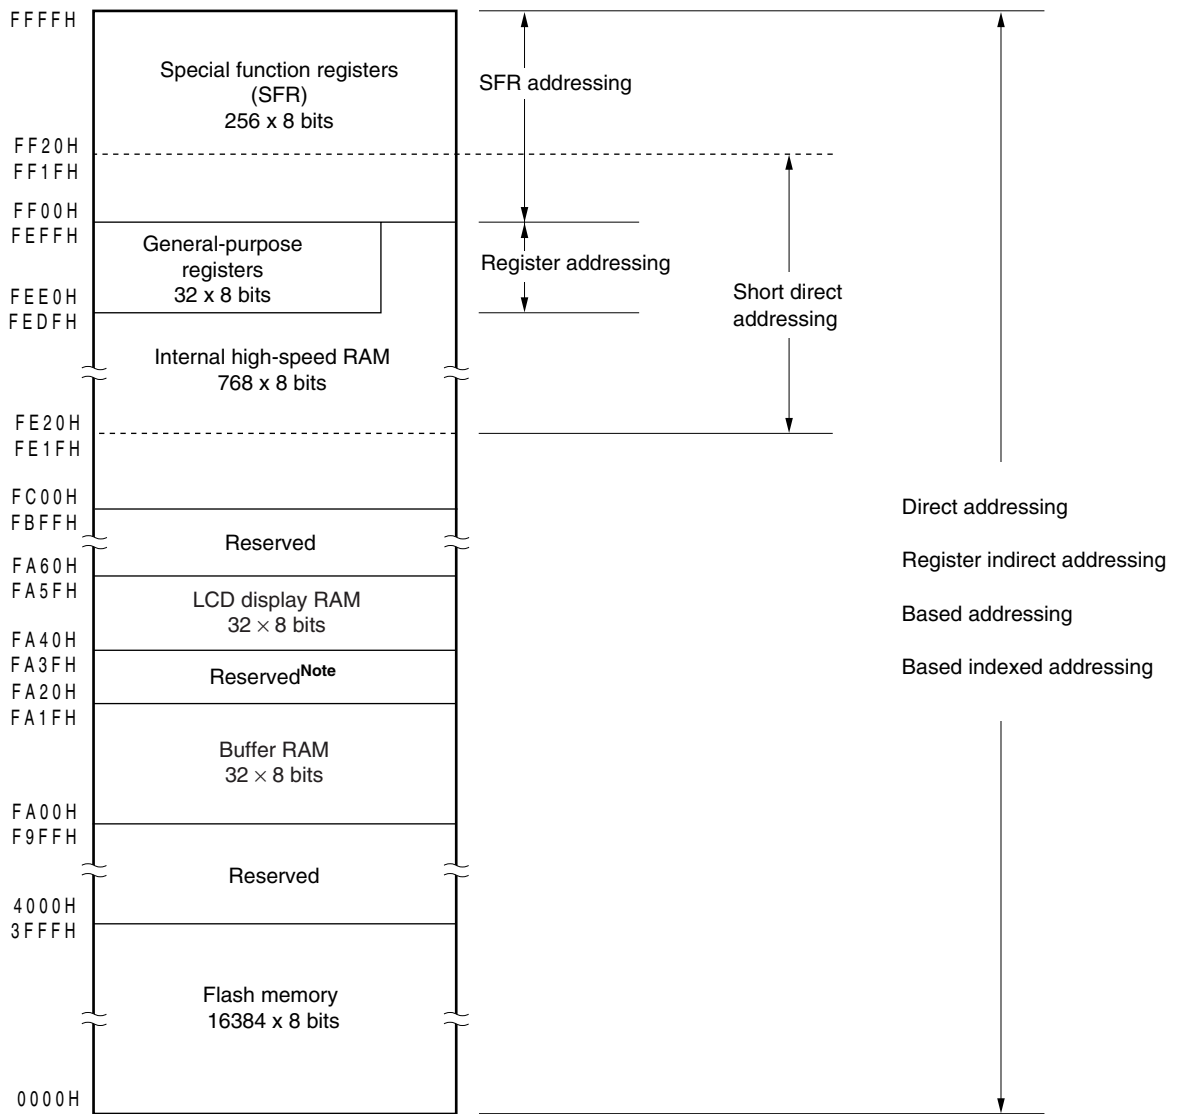 FFFFH
Special function registers
(SFR)
256 x 8 bits
SFR addressing
FF20H
FF1FH
FF00H
FEFFH
General-purpose
registers
32 x 8 bits
Register addressing
FEE0H
FEDFH
Short direct
addressing
Internal high-speed RAM
768 x 8 bits
FE20H
FE1FH
FC00H
FBFFH
Direct addressing
Reserved
Register indirect addressing
FA60H
FA5FH
LCD display RAM
32 × 8 bits
Based addressing
FA40H
FA3FH
ReservedNote
Based indexed addressing
FA20H
FA1FH
Buffer RAM
32 × 8 bits
FA00H
F9FFH
Reserved
4000H
3FFFH
Flash memory
16384 x 8 bits
0000H